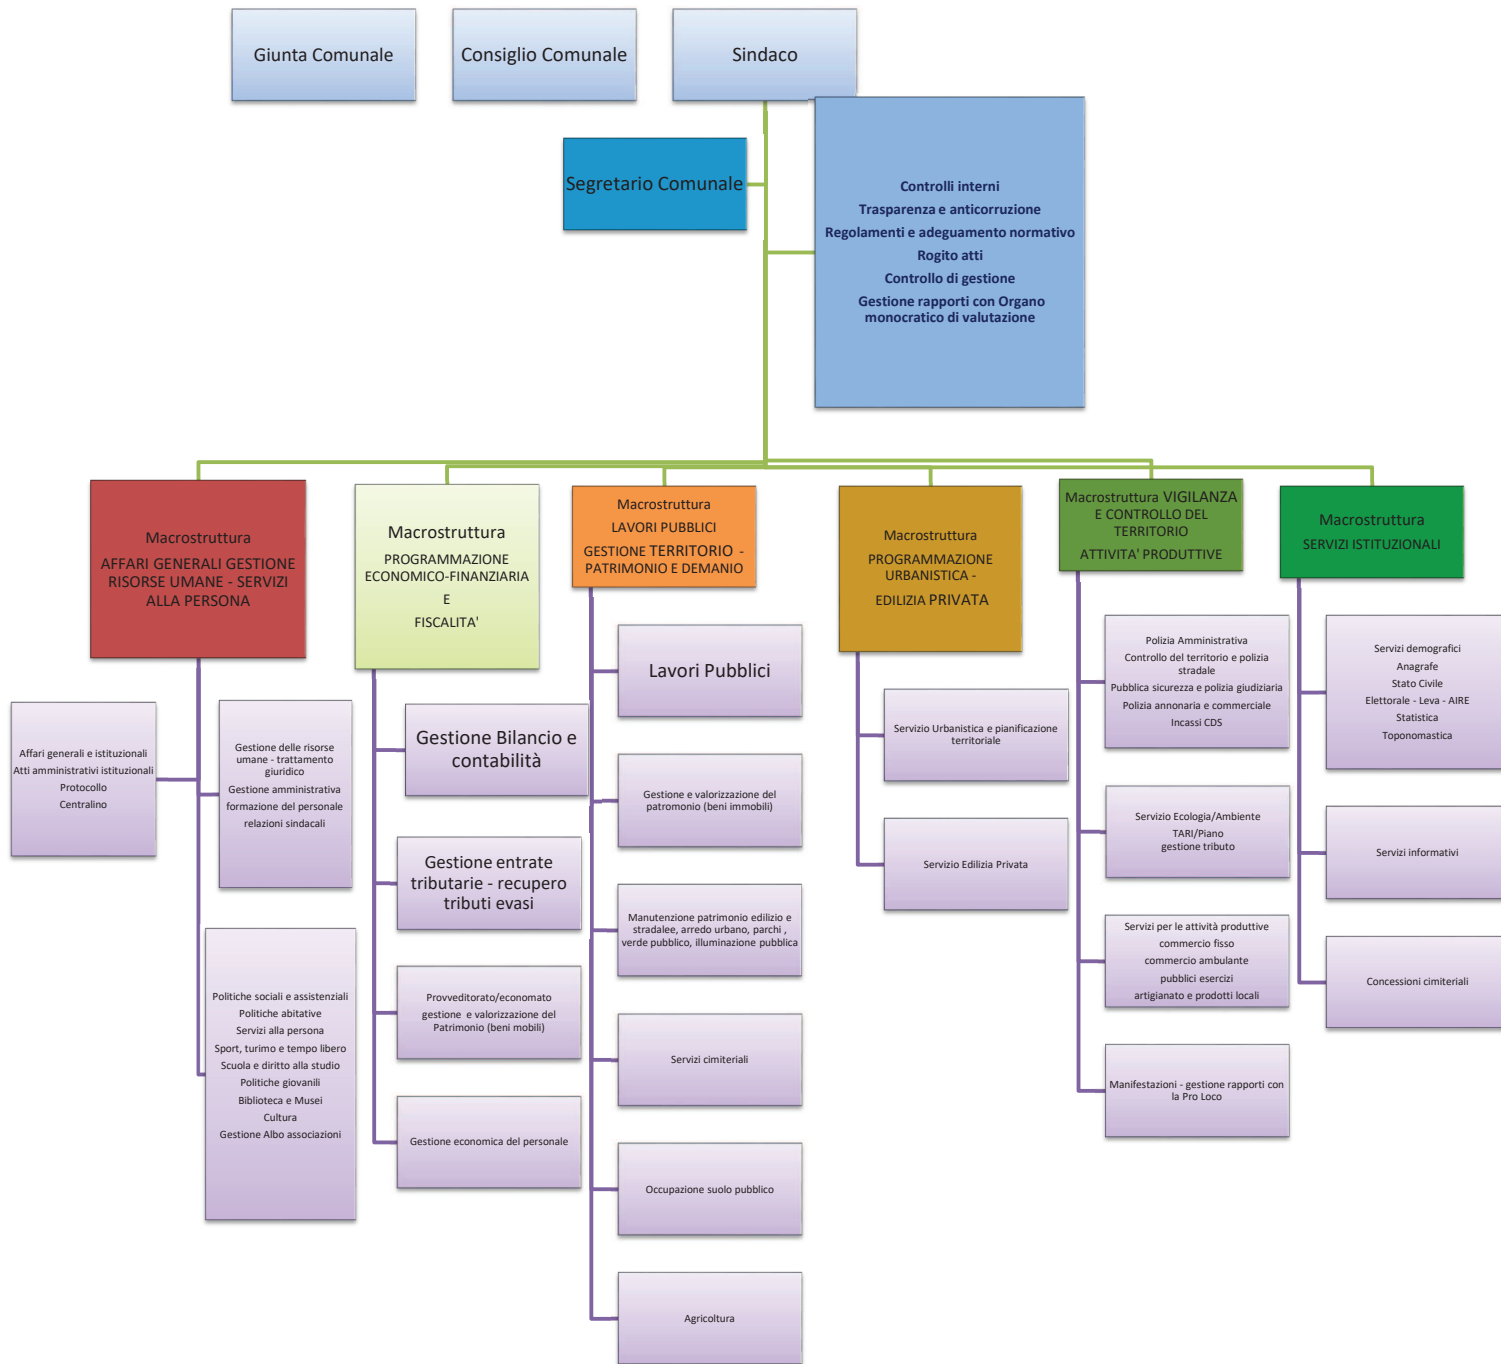 Giunta Comunale
Consiglio Comunale
Sindaco
Segretario Comunale
Controlli interni
Trasparenza e anticorruzione
Regolamenti e adeguamento normativo
Rogito atti
Controllo di gestione
Gestione rapporti con Organo
monocratico di valutazione
Macrostruttura
AFFARI GENERALI GESTIONE
RISORSE UMANE - SERVIZI
ALLA PERSONA
Affari generali e istituzionali
Atti amministrativi istituzionali
Protocollo
Centralino
Gestione delle risorse
umane - trattamento
giuridico
Gestione amministrativa
formazione del personale
relazioni sindacali
Politiche sociali e assistenziali
Politiche abitative
Servizi alla persona
Sport, turimo e tempo libero
Scuola e diritto alla studio
Politiche giovanili
Biblioteca e Musei
Cultura
Gestione Albo associazioni
Macrostruttura
PROGRAMMAZIONE
ECONOMICO-FINANZIARIA
E
FISCALITA'
Gestione Bilancio e
contabilità
Gestione entrate
tributarie - recupero
tributi evasi
Provveditorato/economato
gestione e valorizzazione del
Patrimonio (beni mobili)
Gestione economica del personale
Macrostruttura
LAVORI PUBBLICI
GESTIONE TERRITORIO -
PATRIMONIO E DEMANIO
Lavori Pubblici
Gestione e valorizzazione del
patromonio (beni immobili)
Manutenzione patrimonio edilizio e
stradalee, arredo urbano, parchi ,
verde pubblico, illuminazione pubblica
Servizi cimiteriali
Occupazione suolo pubblico
Agricoltura
Macrostruttura
PROGRAMMAZIONE
URBANISTICA -
EDILIZIA PRIVATA
Servizio Urbanistica e pianificazione
territoriale
Servizio Edilizia Privata
Macrostruttura VIGILANZA
E CONTROLLO DEL
TERRITORIO
ATTIVITA' PRODUTTIVE
Polizia Amministrativa
Controllo del territorio e polizia
stradale
Pubblica sicurezza e polizia giudiziaria
Polizia annonaria e commerciale
Incassi CDS
Servizio Ecologia/Ambiente
TARI/Piano
gestione tributo
Servizi per le attività produttive
commercio fisso
commercio ambulante
pubblici esercizi
artigianato e prodotti locali
Manifestazioni - gestione rapporti con
la Pro Loco
Macrostruttura
SERVIZI ISTITUZIONALI
Servizi demografici
Anagrafe
Stato Civile
Elettorale - Leva - AIRE
Statistica
Toponomastica
Servizi informativi
Concessioni cimiteriali